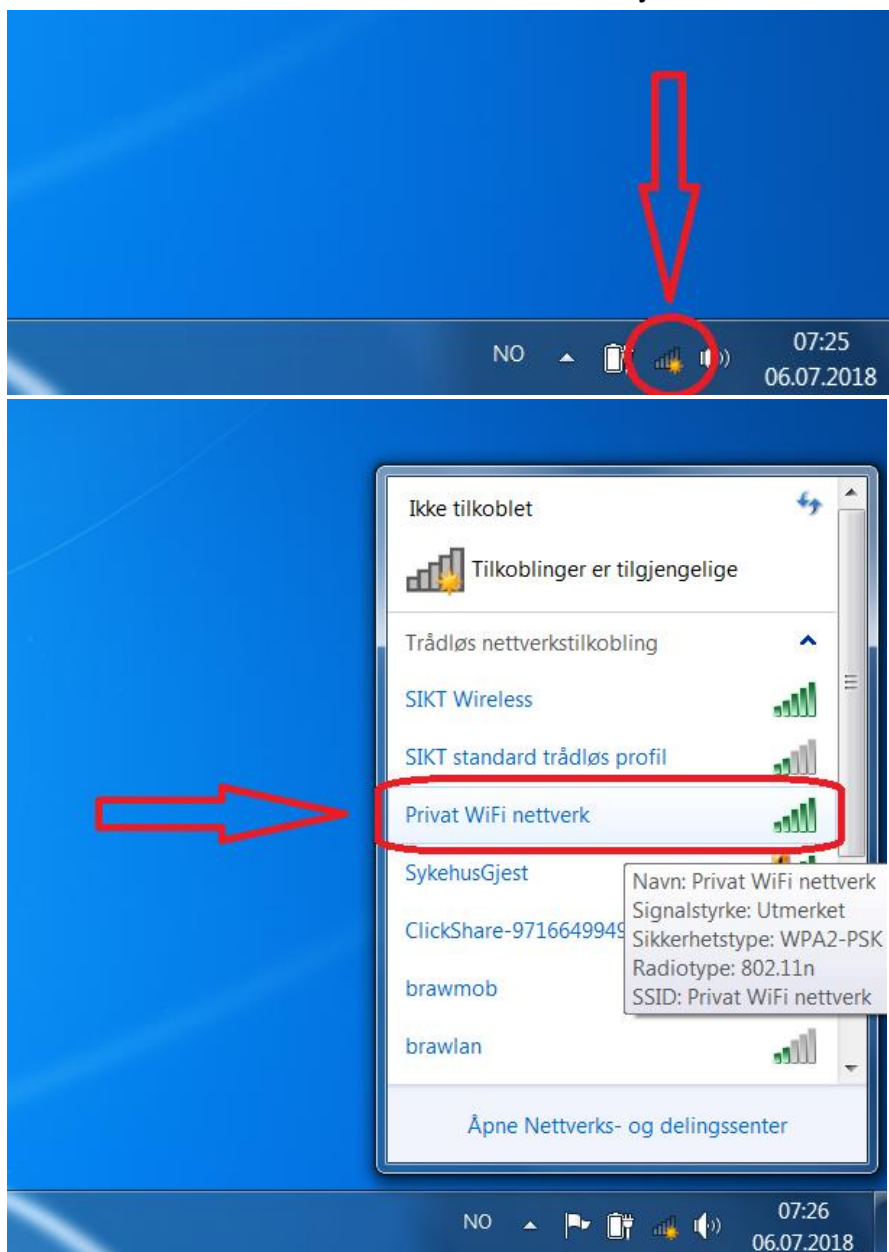 NO
07:25
06.07.2018
Ikke tilkoblet
Tilkoblinger er tilgjengelige
Trådløs nettverkstilkobling
SIKT Wireless
SIKT standard trådløs profil
Privat WiFi nettverk
SykehusGjest
Navn: Privat WiFi nettverk
Signalstyrke: Utmerket
Sikkerhetstype: WPA2-PSK
Radiotype: 802.11n
SSID: Privat WiFi nettverk
ClickShare-9716649949
brawmob
brawlan
Åpne Nettverks- og delingssenter
NO
07:26
06.07.2018